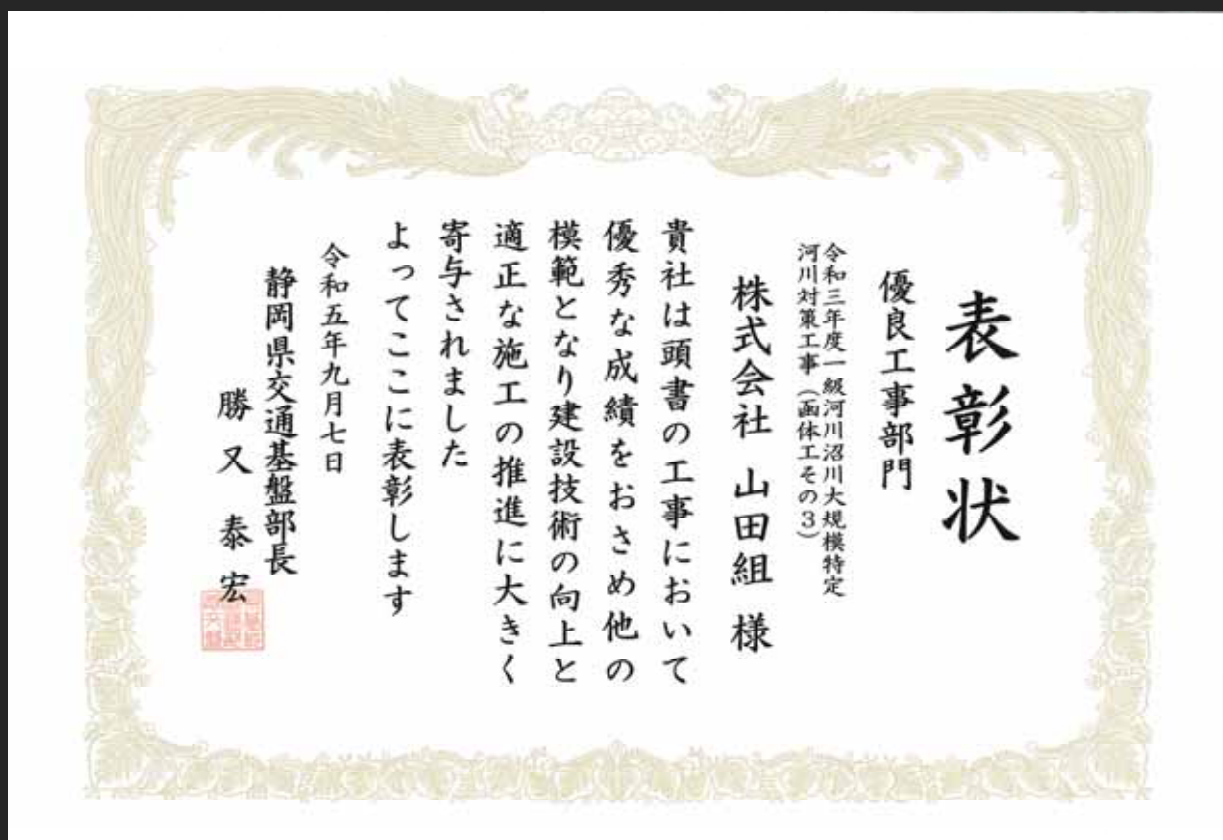 表彰状
優良工事部門
令和三年度一級河川沼川大規模特定
河川対策工事（函体工その３）
株式会社 山田組 様
貴社は頭書の工事において
優秀な成績をおさめ他の
模範となり建設技術の向上と
適正な施工の推進に大きく
寄与されました
よってここに表彰します
令和五年九月七日
静岡県交通基盤部長
勝又 泰宏